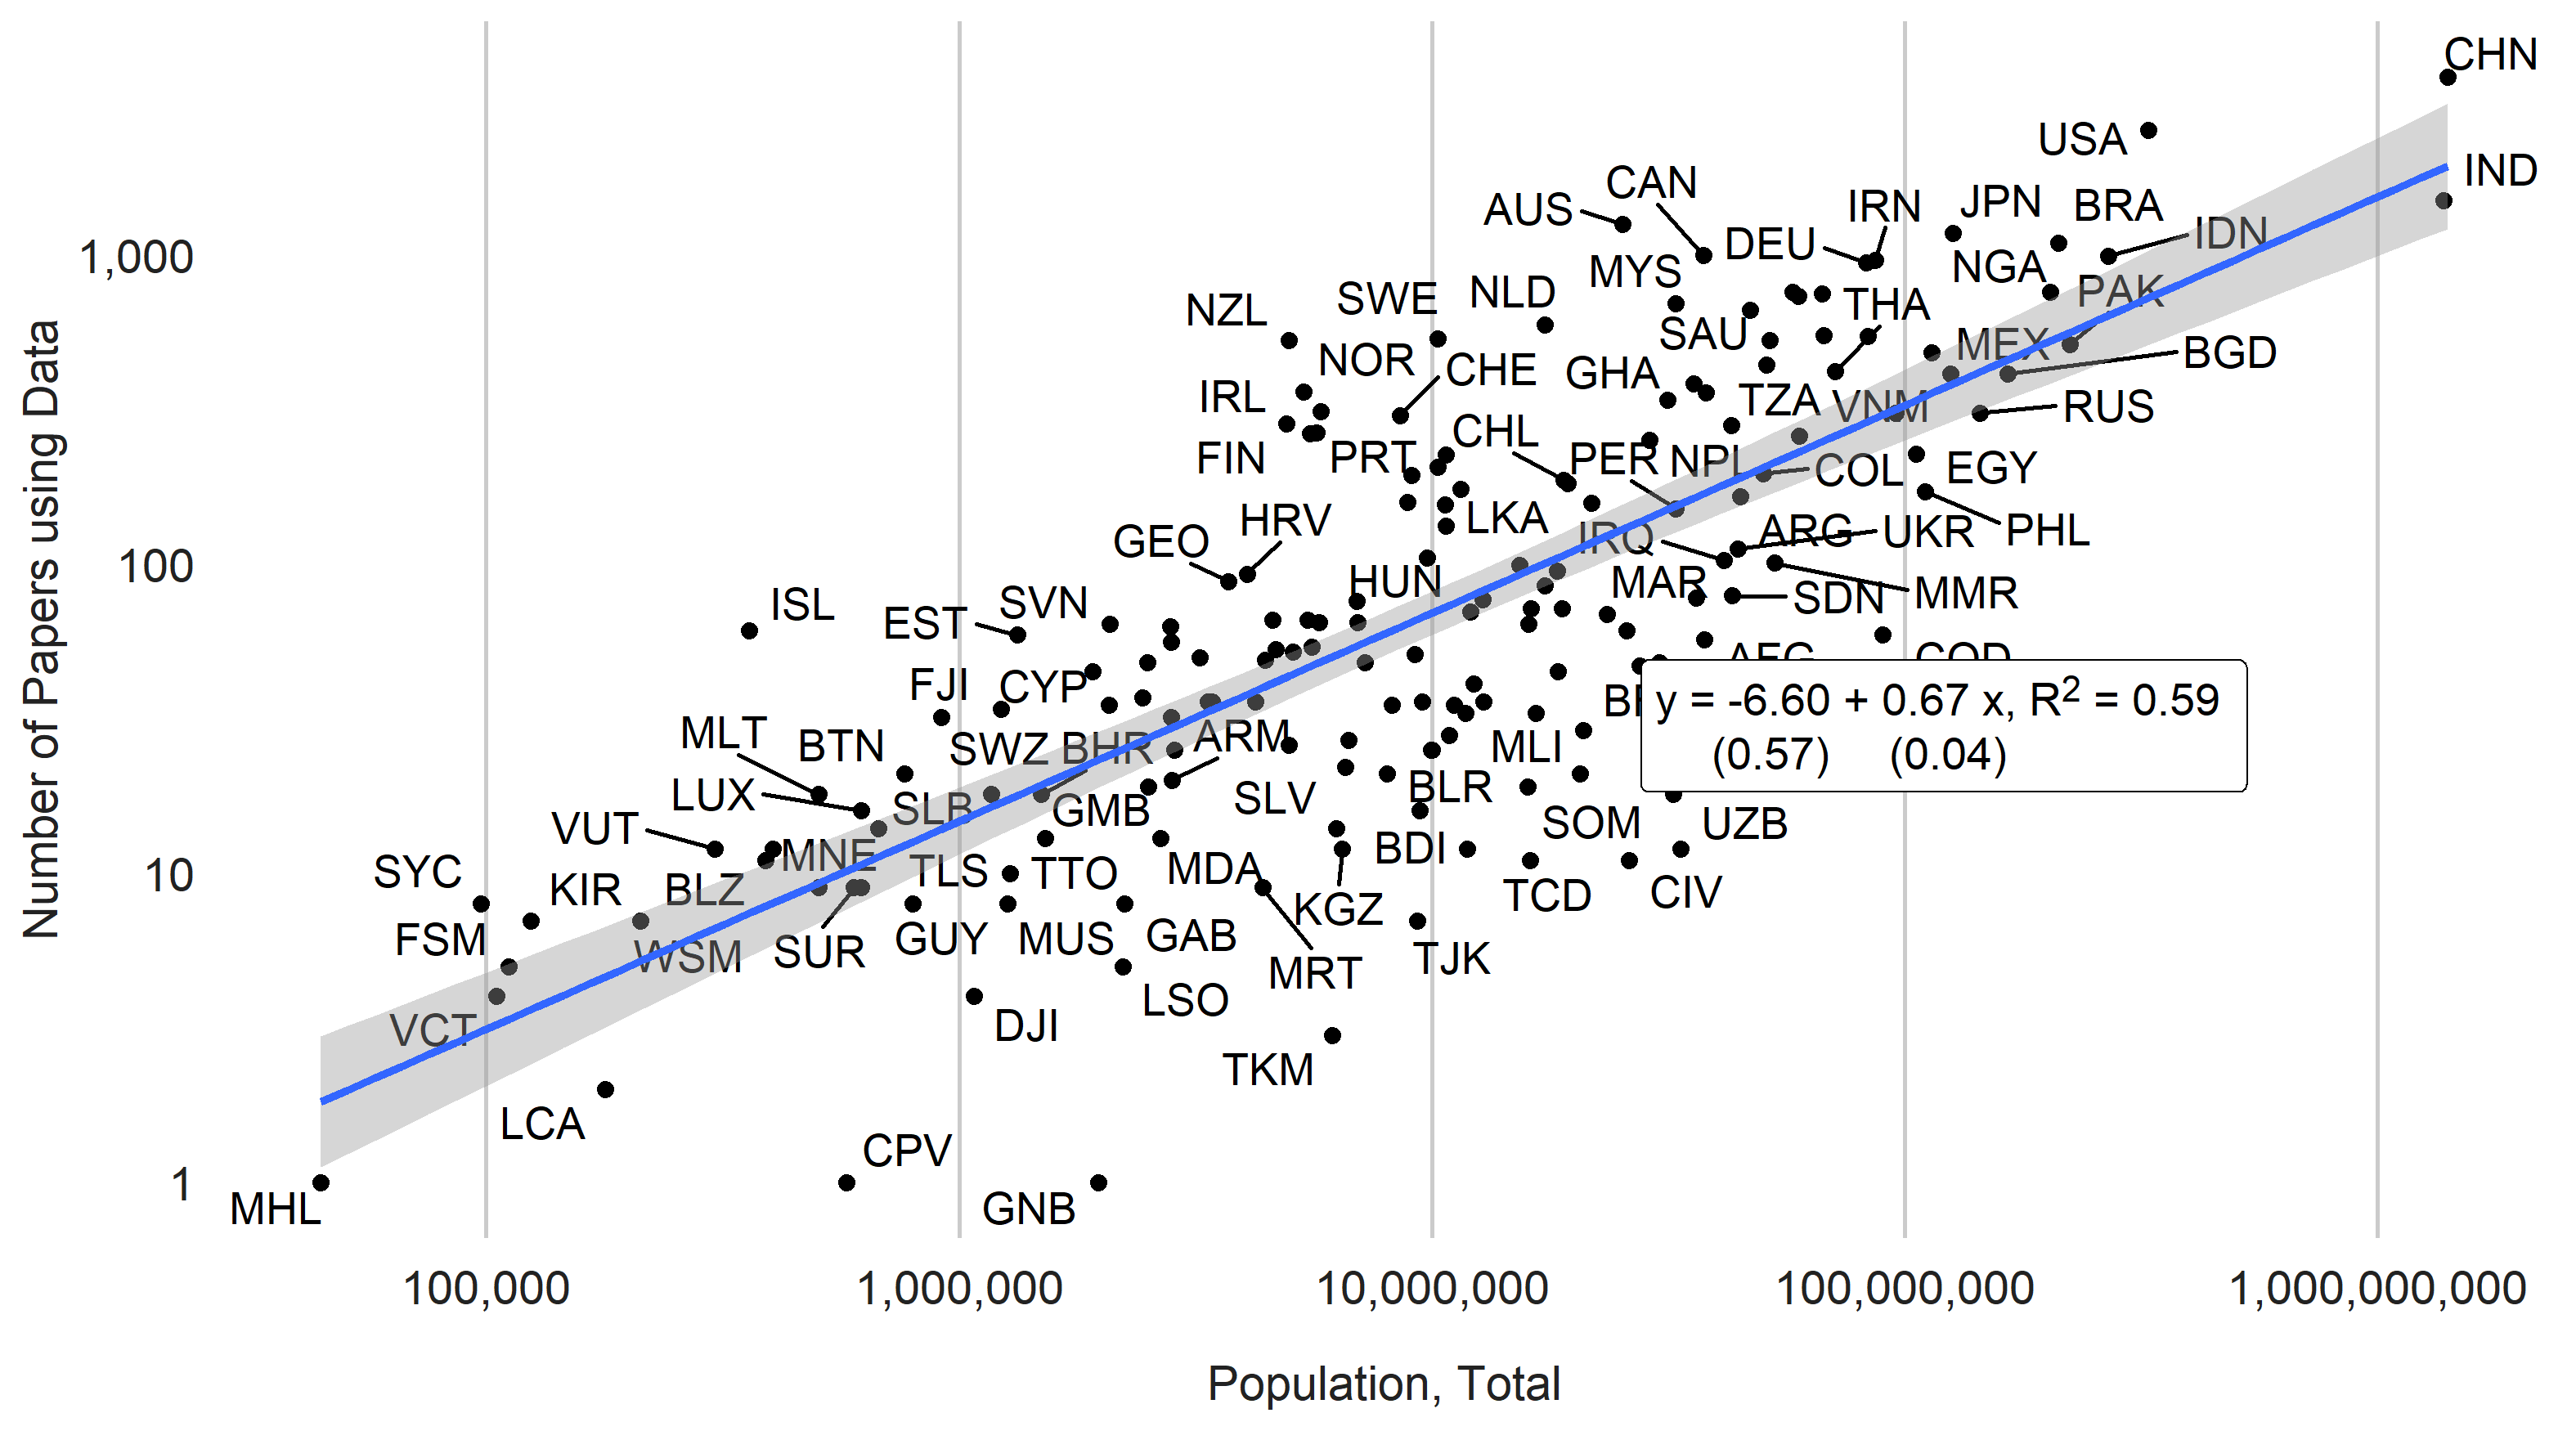 CHN
USA
IND
CAN
AUS
IRN
JPN
BRA
IDN
DEU
1,000
MYS
NGA
NZL
SWE
NLD
THA
PAK
SAU
MEX
BGD
NOR
CHE
GHA
IRL
TZA
VNM
RUS
CHL
FIN
PRT
PER
NPL
COL
EGY
HRV
LKA
GEO
IRQ
ARG
UKR
PHL
100
HUN
MAR
SDN
MMR
ISL
EST
SVN
AFG
COD
FJI
CYP
y = -6.60 + 0.67 x, R2 = 0.59
(0.57) (0.04)
MLT
BTN
SWZ
BHR
ARM
MLI
LUX
SLB
GMB
SLV
BLR
VUT
SOM
UZB
MNE
BDI
10
SYC
KIR
BLZ
TLS
TTO
MDA
KGZ
TCD
CIV
FSM
WSM
SUR
GUY
MUS
GAB
MRT
TJK
LSO
VCT
DJI
TKM
LCA
CPV
1
MHL
GNB
Number of Papers using Data
100,000
1,000,000
10,000,000
100,000,000
1,000,000,000
Population, Total